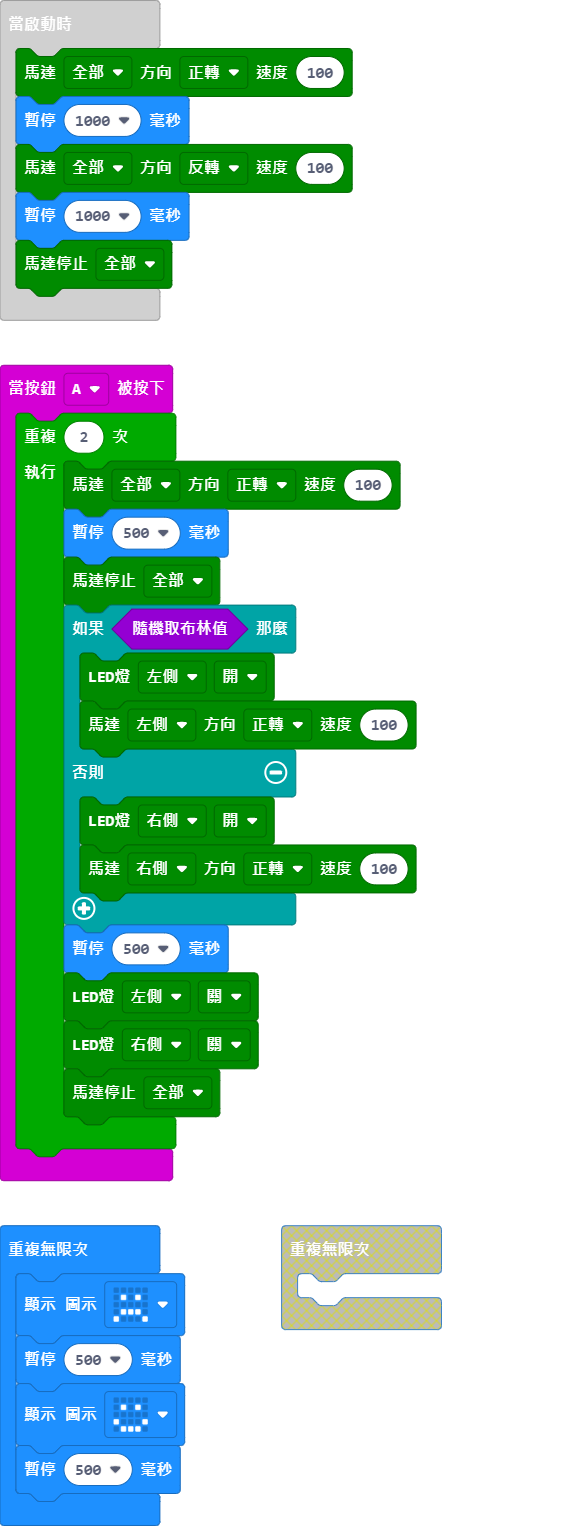 當啟動時
馬達 全部 方向 正轉 速度 100
暫停 1000 毫秒
馬達 全部 方向 反轉 速度 100
暫停 1000 毫秒
馬達停止 全部
當按鈕 A 被按下
重複 2 次
執行
馬達 全部 方向 正轉 速度 100
暫停 500 毫秒
馬達停止 全部
如果 隨機取布林值 那麼
LED燈 左側 開
馬達 左側 方向 正轉 速度 100
否則
LED燈 右側 開
馬達 右側 方向 正轉 速度 100
暫停 500 毫秒
LED燈 左側 關
LED燈 右側 關
馬達停止 全部
重複無限次
顯示 圖示
暫停 500 毫秒
顯示 圖示
暫停 500 毫秒
重複無限次